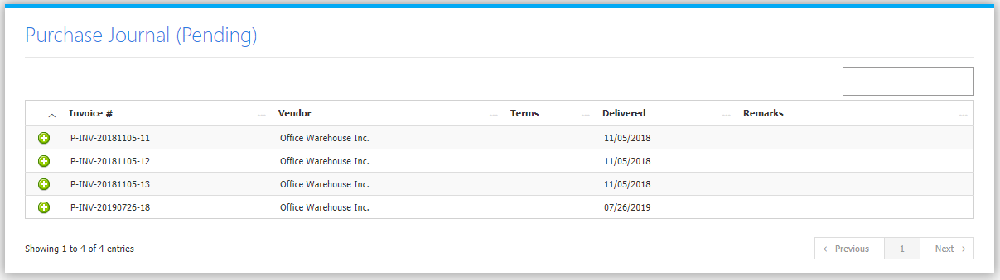 Purchase Journal (Pending)
Invoice # Vendor Terms Delivered Remarks
P-INV-20181105-11 Office Warehouse Inc. 11/05/2018
P-INV-20181105-12 Office Warehouse Inc. 11/05/2018
P-INV-20181105-13 Office Warehouse Inc. 11/05/2018
P-INV-20190726-18 Office Warehouse Inc. 07/26/2019
Showing 1 to 4 of 4 entries Previous 1 Next